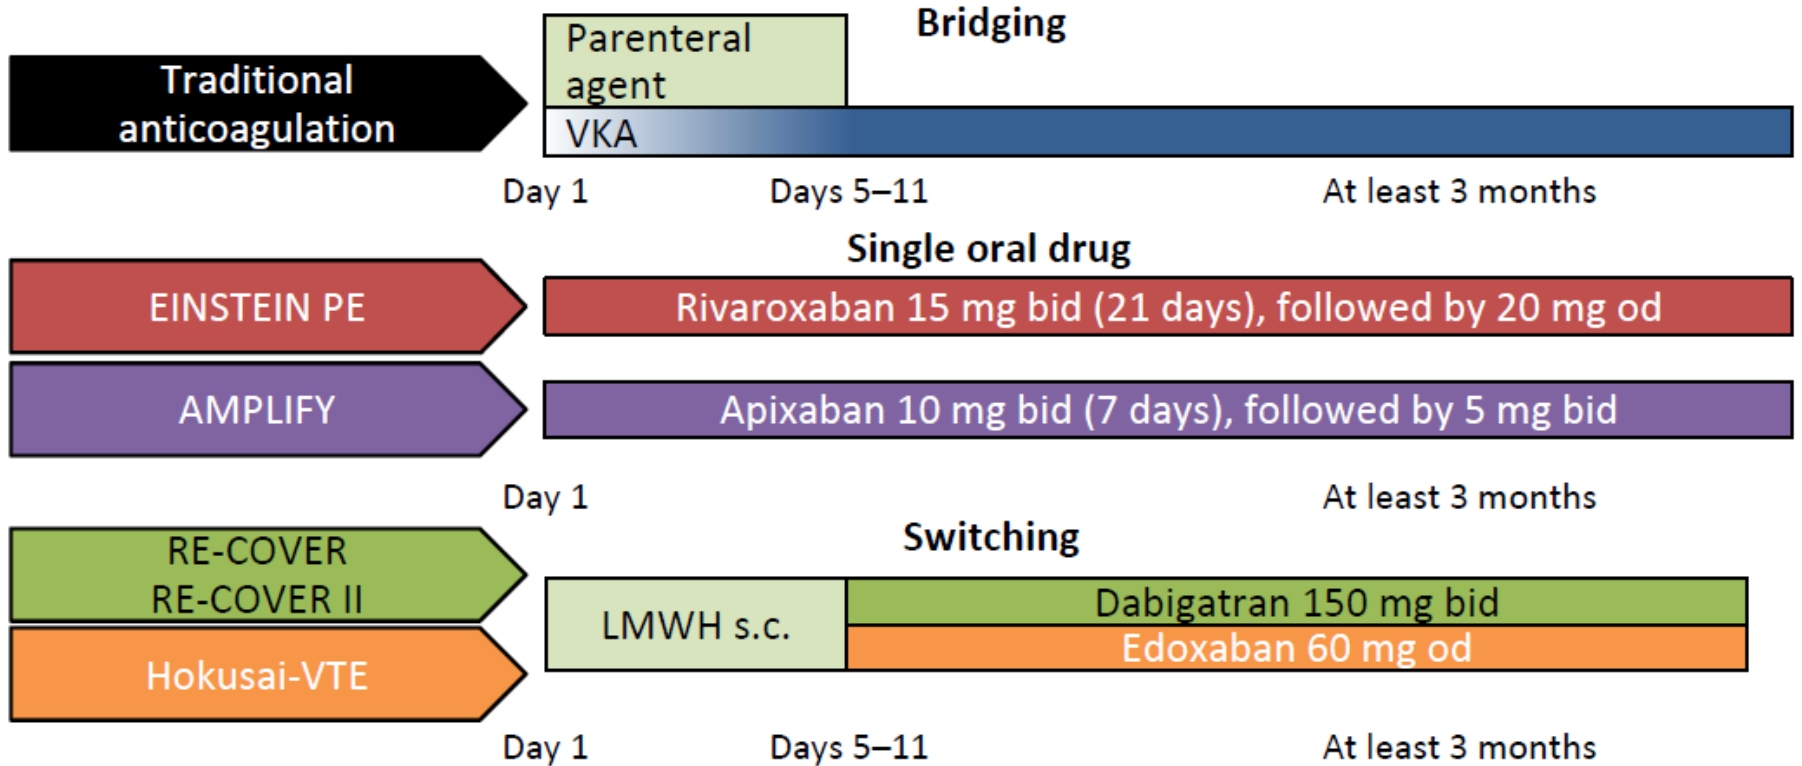 Bridging
Traditional
anticoagulation
Parenteral
agent
VKA
Day 1
Days 5–11
At least 3 months
Single oral drug
EINSTEIN PE
Rivaroxaban 15 mg bid (21 days), followed by 20 mg od
AMPLIFY
Apixaban 10 mg bid (7 days), followed by 5 mg bid
Day 1
At least 3 months
Switching
RE-COVER
RE-COVER II
Hokusai-VTE
LMWH s.c.
Dabigatran 150 mg bid
Edoxaban 60 mg od
Day 1
Days 5–11
At least 3 months